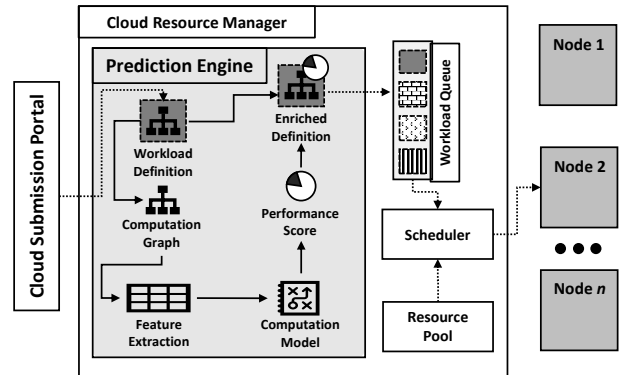 Cloud Resource Manager
Prediction Engine
Cloud Submission Portal
Workload
Definition
Enriched
Definition
Computation
Graph
Performance
Score
Feature
Extraction
Computation
Model
Workload Queue
Scheduler
Resource
Pool
Node 1
Node 2
Node n